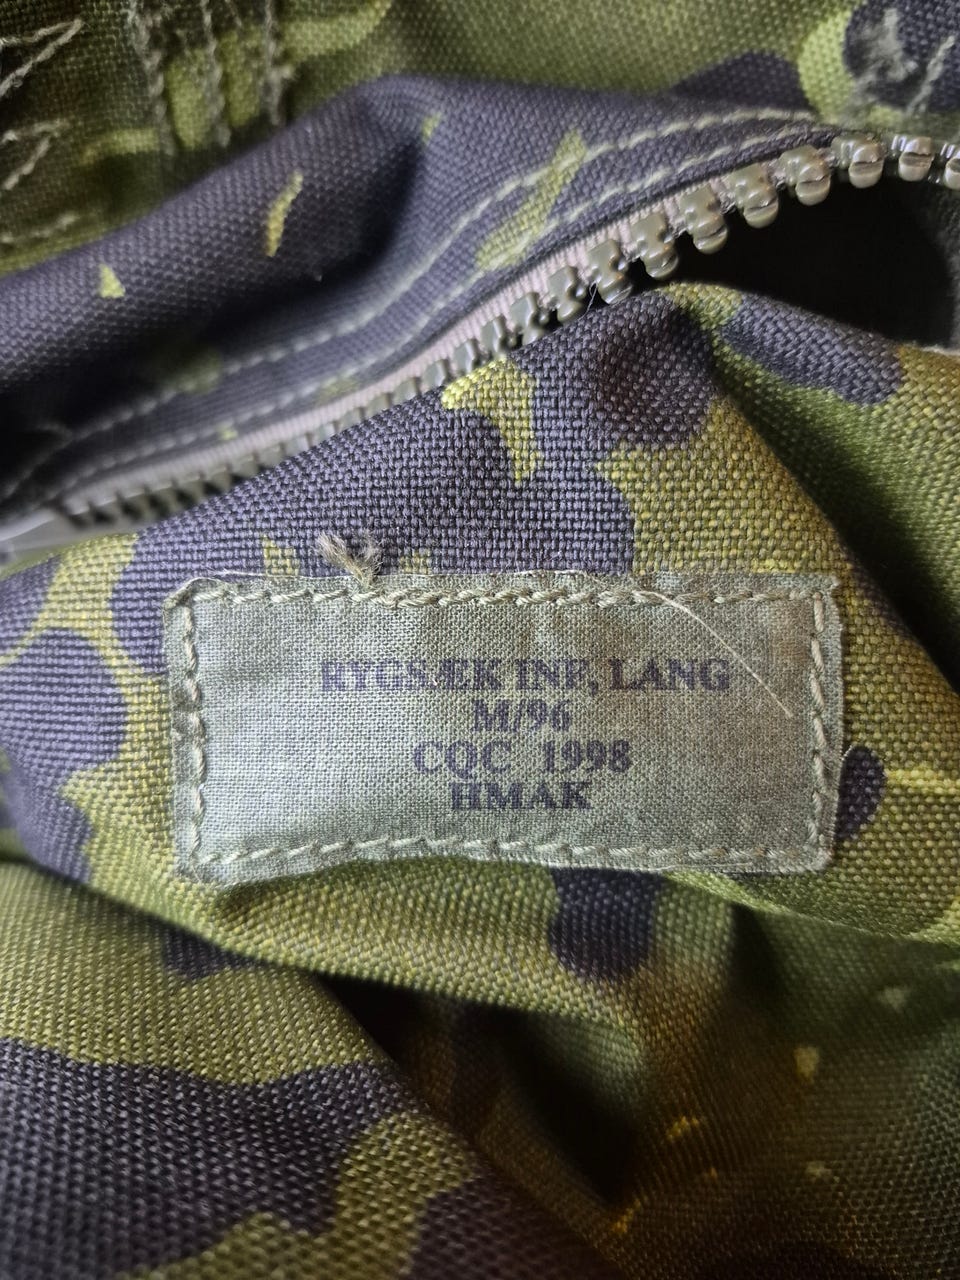 RYGSÆK INF, LANG
M/96
CQC 1998
HMAK